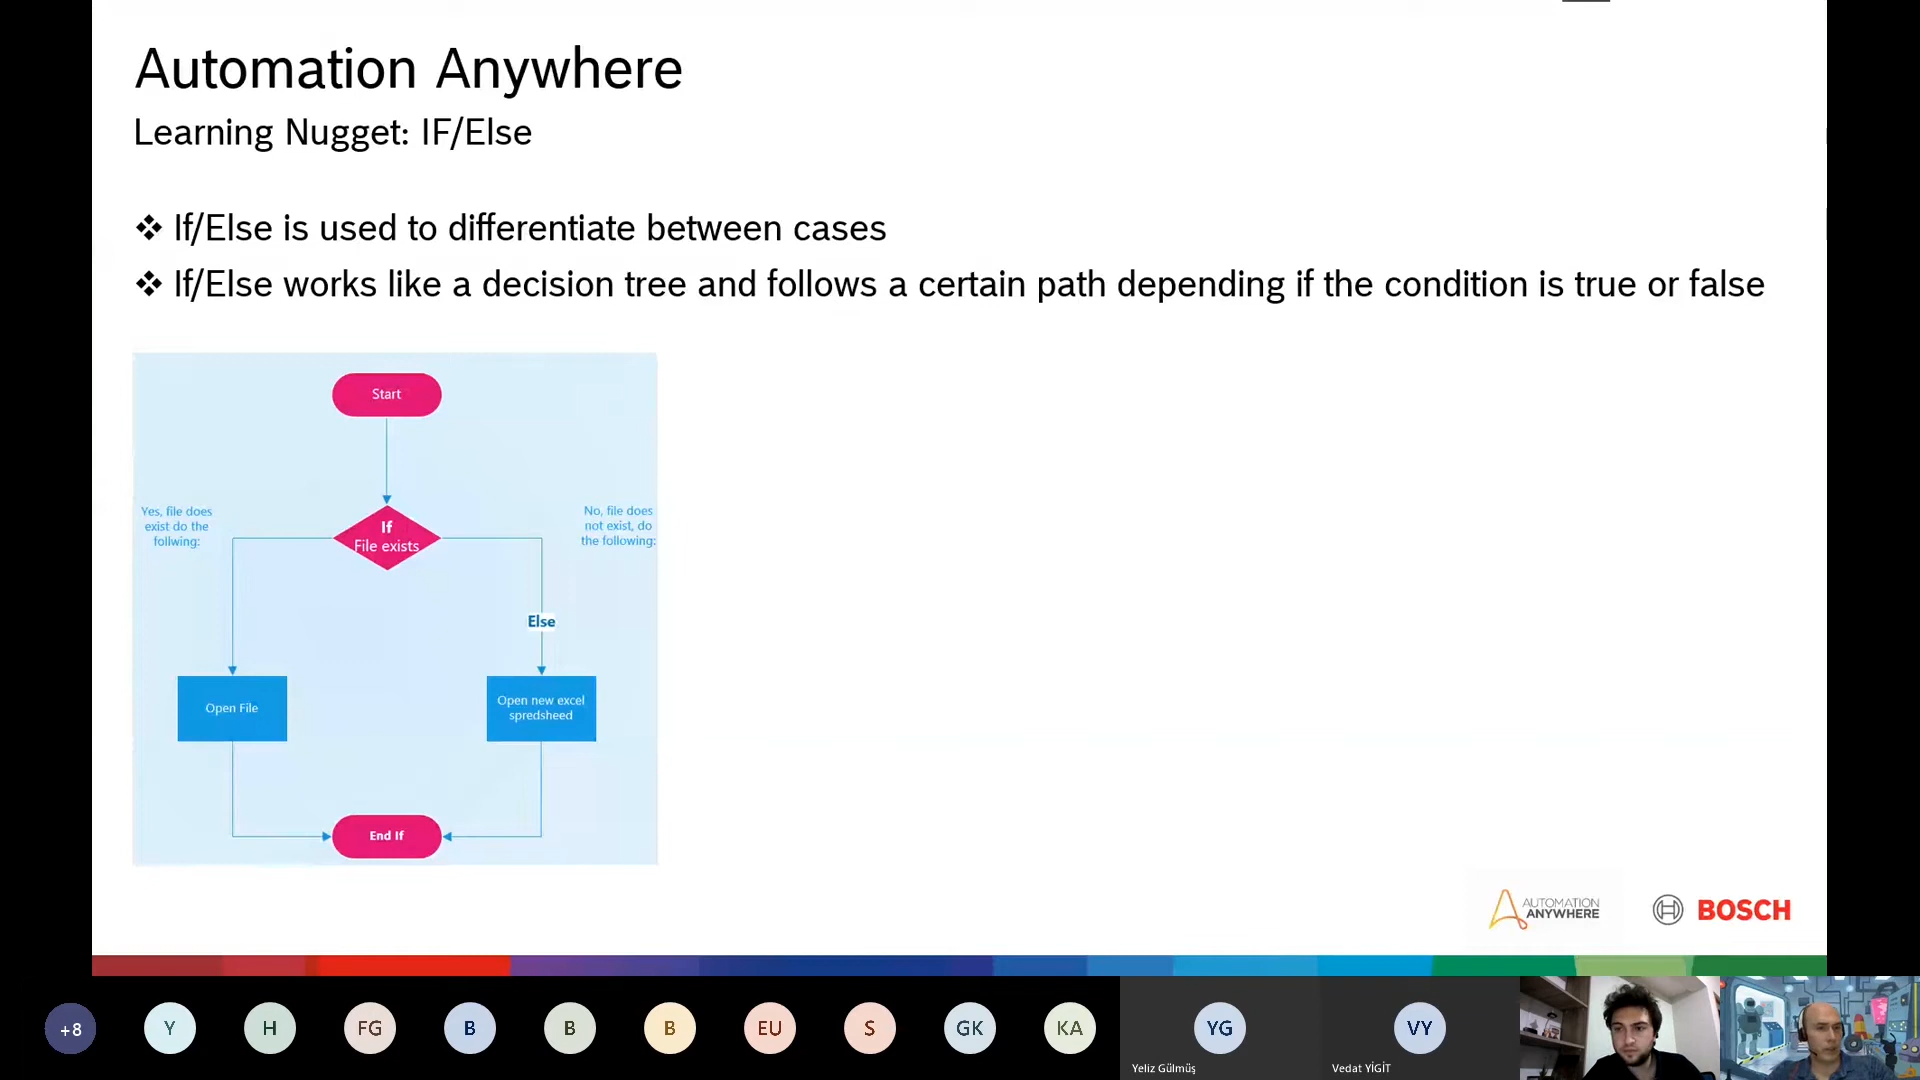 Automation Anywhere
Learning Nugget: IF/Else
❖ If/Else is used to differentiate between cases
❖ If/Else works like a decision tree and follows a certain path depending if the condition is true or false
Start
Yes, file does
exist do the
follwing:
If
File exists
No, file does
not exist, do
the following:
Else
Open File
Open new excel
spredsheed
End If
AUTOMATION
ANYWHERE
BOSCH
+8
Y
H
FG
B
B
B
EU
S
GK
KA
YG
VY
Yeliz Gülmüş
Vedat YİGİT